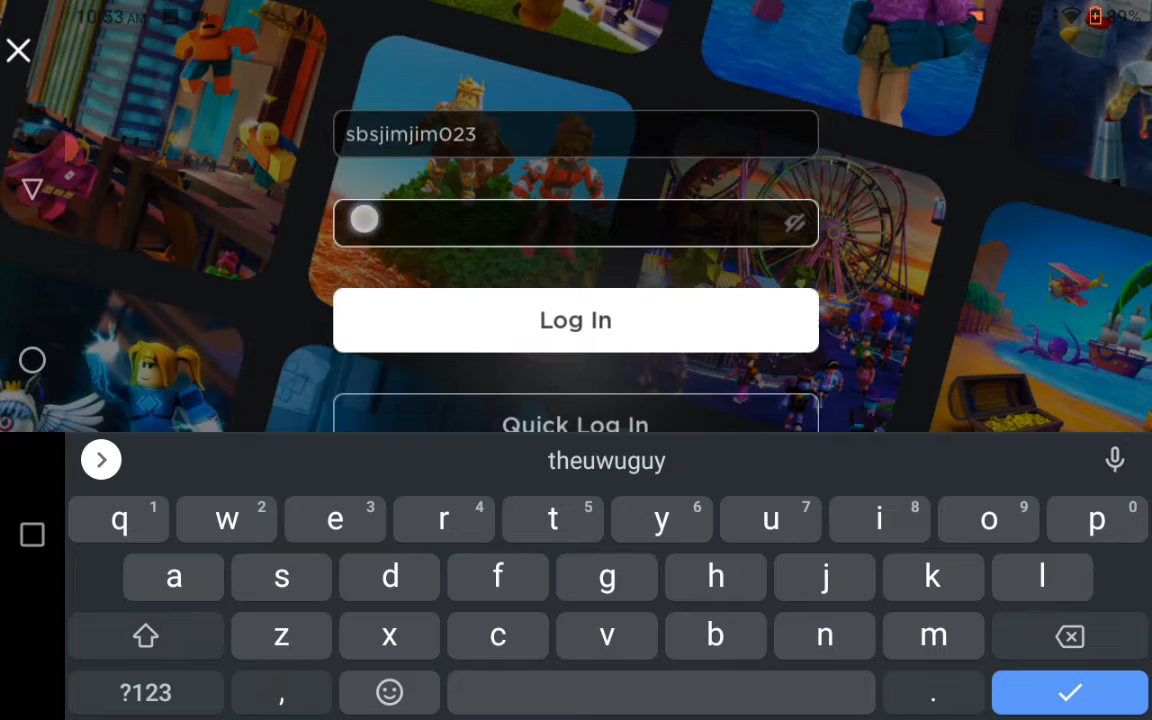 10:53 AM
89%
sbsjimjim023
Log In
Quick Log In
theuwuguy
q 1 w 2 e 3 r 4 t 5 y 6 u 7 i 8 o 9 p 0
a s d f g h j k l
z x c v b n m
?123 , .